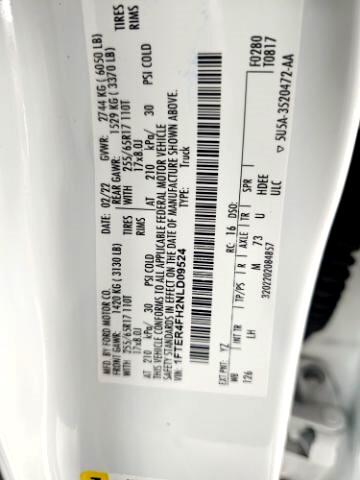 MFD. BY FORD MOTOR CO.
DATE: 02/22 GVWR: 2744 KG ( 6050 LB)
FRONT GAWR: 1420 KG ( 3130 LB) REAR GAWR: 1529 KG ( 3370 LB)
WITH 255/65R17 110T TIRES WITH 255/65R17 110T TIRES
17x8.0J RIMS 17x8.0J RIMS
AT 210 kPa/ 30 PSI COLD AT 210 kPa/ 30 PSI COLD
THIS VEHICLE CONFORMS TO ALL APPLICABLE FEDERAL MOTOR VEHICLE
SAFETY STANDARDS IN EFFECT ON THE DATE OF MANUFACTURE SHOWN ABOVE.
VIN: 1FTER4FH2NLD09524
TYPE: Truck
F0280
T0817
EXT PNT: YZ RC: 16 DSO:
WB INT TR TP/PS R AXLE TR SPR
126 LH M 73 U HDEE
ULC
3202202084857
▽ 5U5A-3520472-AA